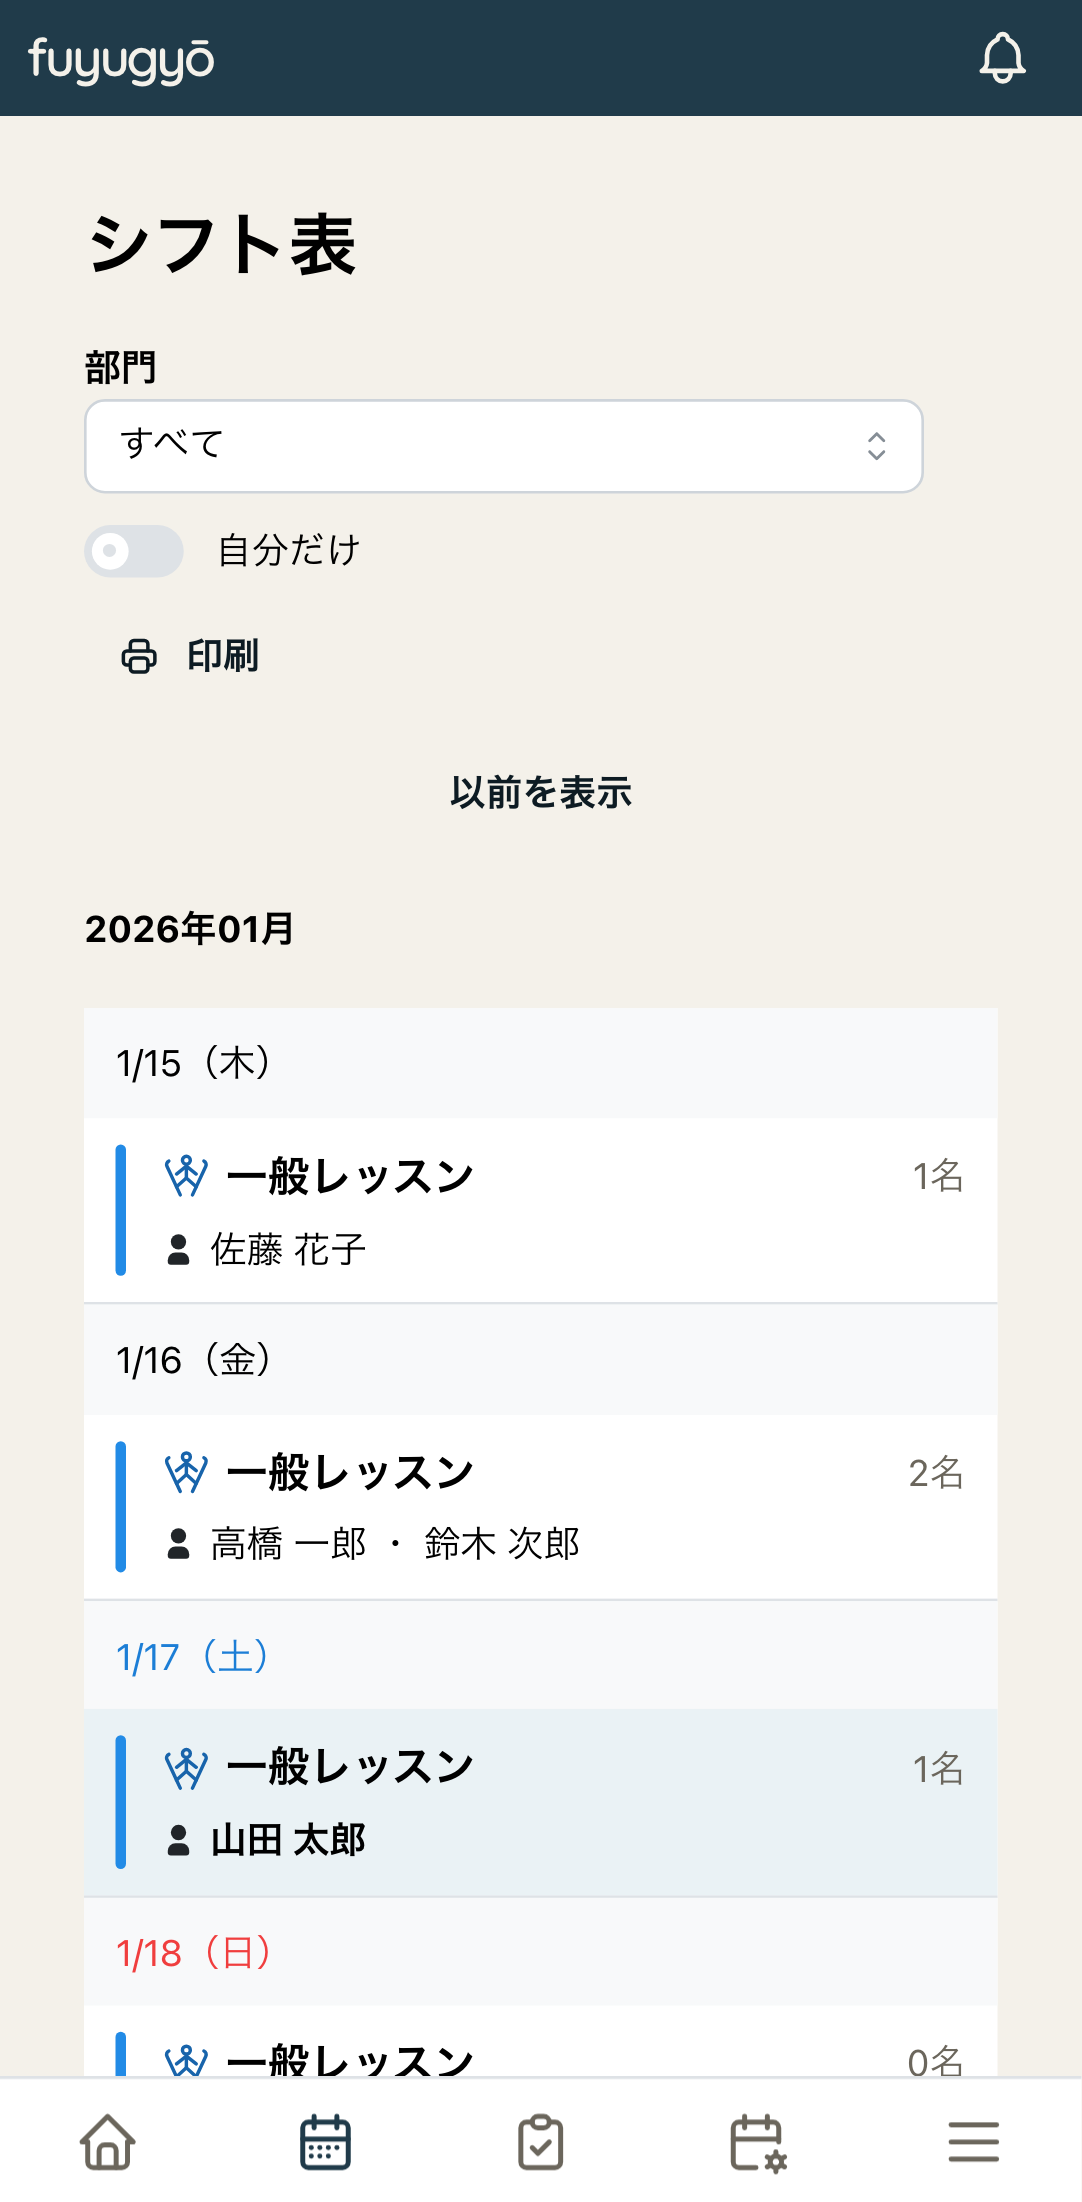 fuyugyō
シフト表
部門
すべて
自分だけ
印刷
以前を表示
2026年01月
1/15（木）
一般レッスン 1名
佐藤 花子
1/16（金）
一般レッスン 2名
高橋 一郎 ・ 鈴木 次郎
1/17（土）
一般レッスン 1名
山田 太郎
1/18（日）
一般レッスン 0名